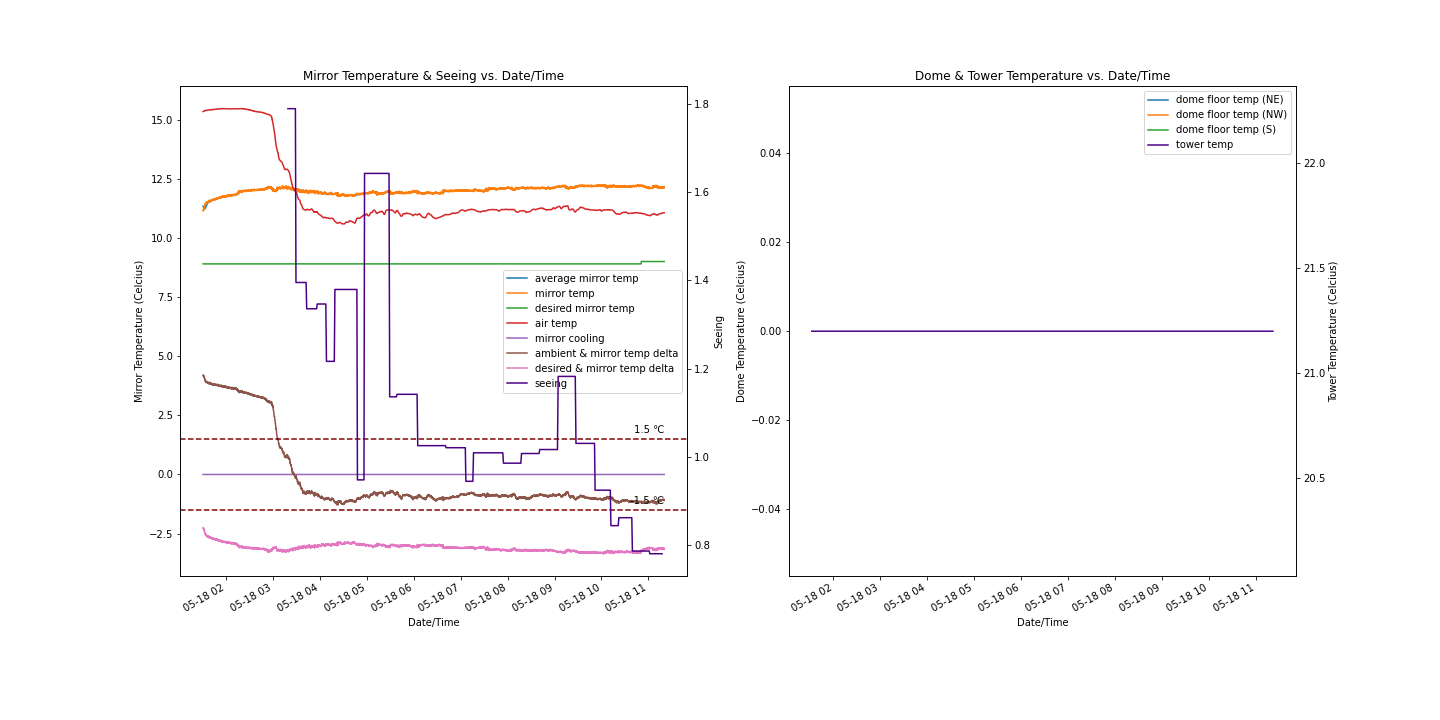 Mirror Temperature & Seeing vs. Date/Time
Mirror Temperature (Celcius)
15.0
12.5
10.0
7.5
5.0
2.5
0.0
−2.5
1.8
1.6
1.4
1.2
1.0
0.8
Seeing
average mirror temp
mirror temp
desired mirror temp
air temp
mirror cooling
ambient & mirror temp delta
desired & mirror temp delta
seeing
1.5 °C
-1.5 °C
05-18 02
05-18 03
05-18 04
05-18 05
05-18 06
05-18 07
05-18 08
05-18 09
05-18 10
05-18 11
Date/Time
Dome & Tower Temperature vs. Date/Time
Dome Temperature (Celcius)
0.04
0.02
0.00
−0.02
−0.04
dome floor temp (NE)
dome floor temp (NW)
dome floor temp (S)
tower temp
22.0
21.5
21.0
20.5
Tower Temperature (Celcius)
05-18 02
05-18 03
05-18 04
05-18 05
05-18 06
05-18 07
05-18 08
05-18 09
05-18 10
05-18 11
Date/Time